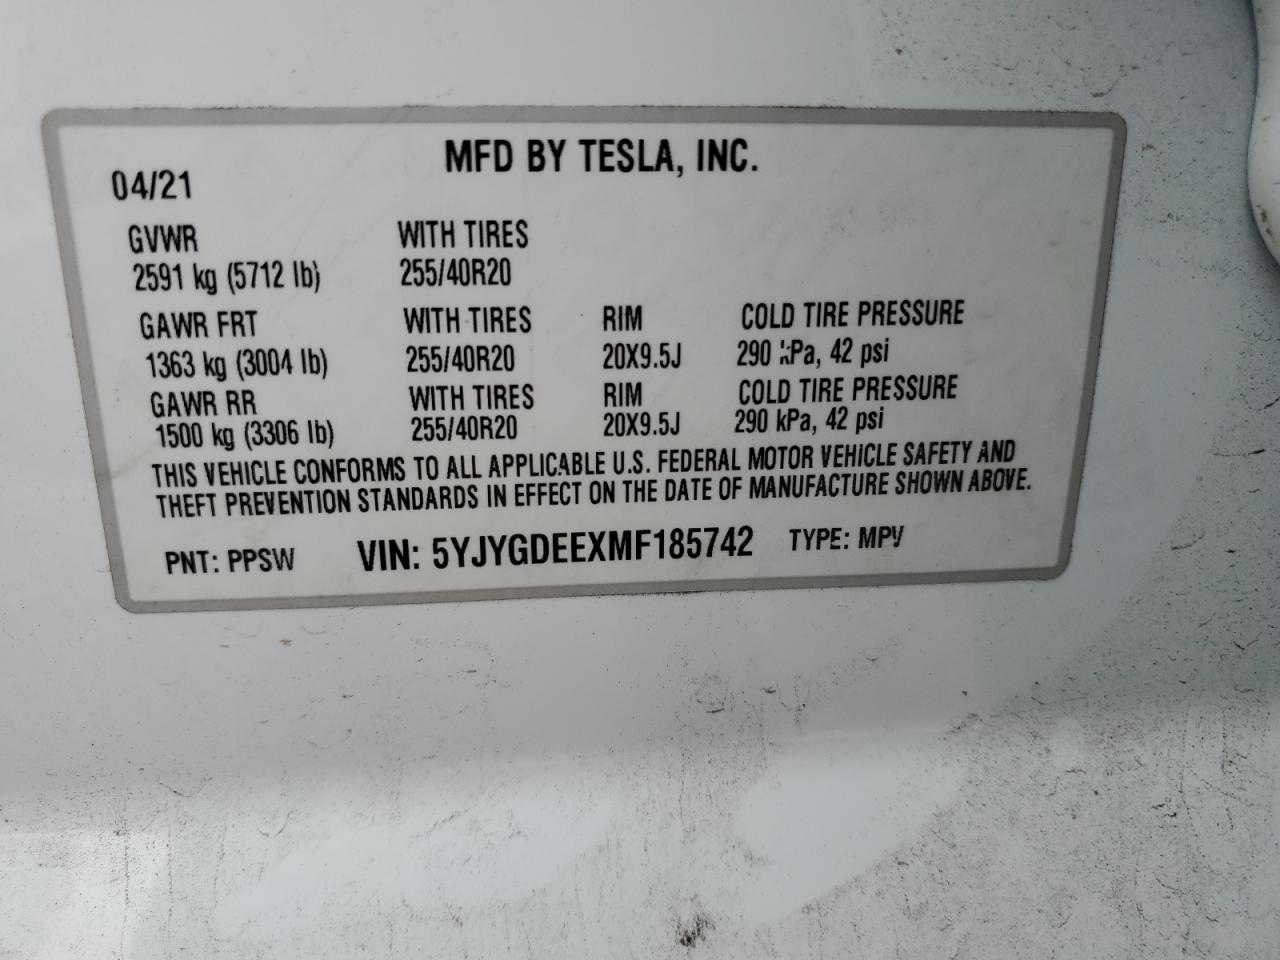 MFD BY TESLA, INC.
04/21
GVWR WITH TIRES
2591 kg (5712 lb) 255/40R20
GAWR FRT WITH TIRES RIM COLD TIRE PRESSURE
1363 kg (3004 lb) 255/40R20 20X9.5J 290 kPa, 42 psi
GAWR RR WITH TIRES RIM COLD TIRE PRESSURE
1500 kg (3306 lb) 255/40R20 20X9.5J 290 kPa, 42 psi
THIS VEHICLE CONFORMS TO ALL APPLICABLE U.S. FEDERAL MOTOR VEHICLE SAFETY AND
THEFT PREVENTION STANDARDS IN EFFECT ON THE DATE OF MANUFACTURE SHOWN ABOVE.
PNT: PPSW VIN: 5YJYGDEEXMF185742 TYPE: MPV